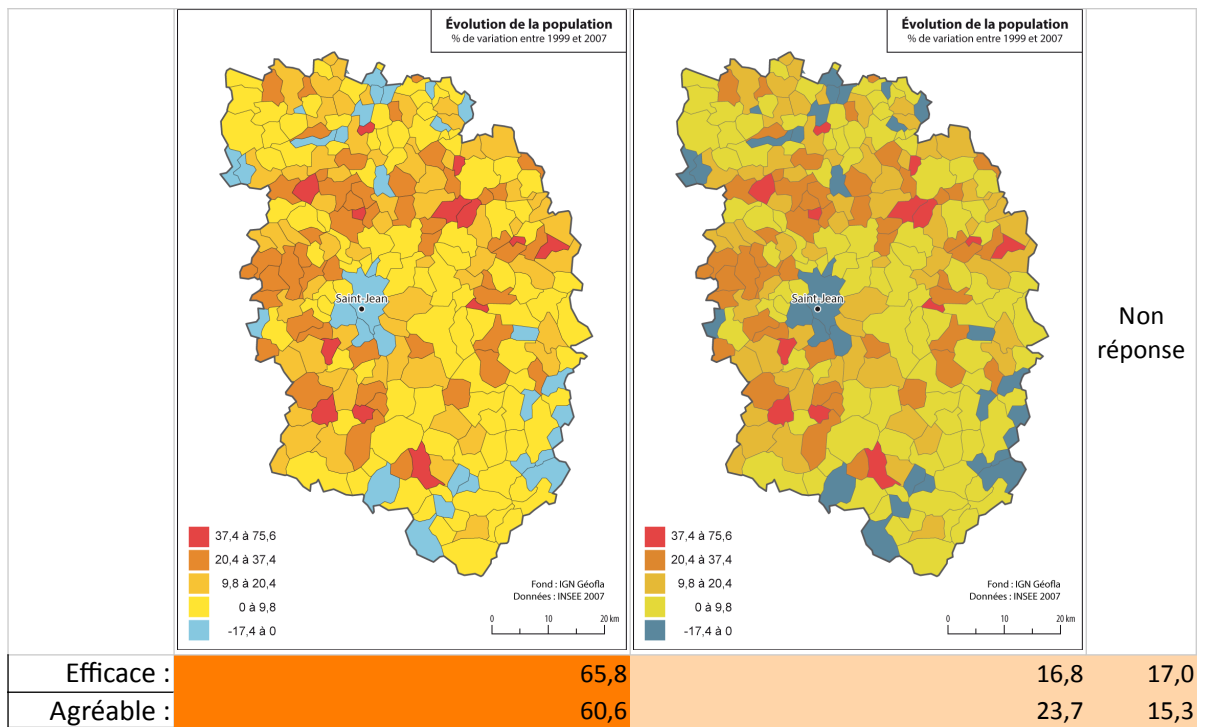 Évolution de la population
% de variation entre 1999 et 2007
Saint-Jean
37,4 à 75,6
20,4 à 37,4
9,8 à 20,4
0 à 9,8
-17,4 à 0
Fond : IGN Géofla
Données : INSEE 2007
0 10 20 km
Évolution de la population
% de variation entre 1999 et 2007
Saint-Jean
37,4 à 75,6
20,4 à 37,4
9,8 à 20,4
0 à 9,8
-17,4 à 0
Fond : IGN Géofla
Données : INSEE 2007
0 10 20 km
Non
réponse
Efficace : 65,8 16,8 17,0
Agréable : 60,6 23,7 15,3